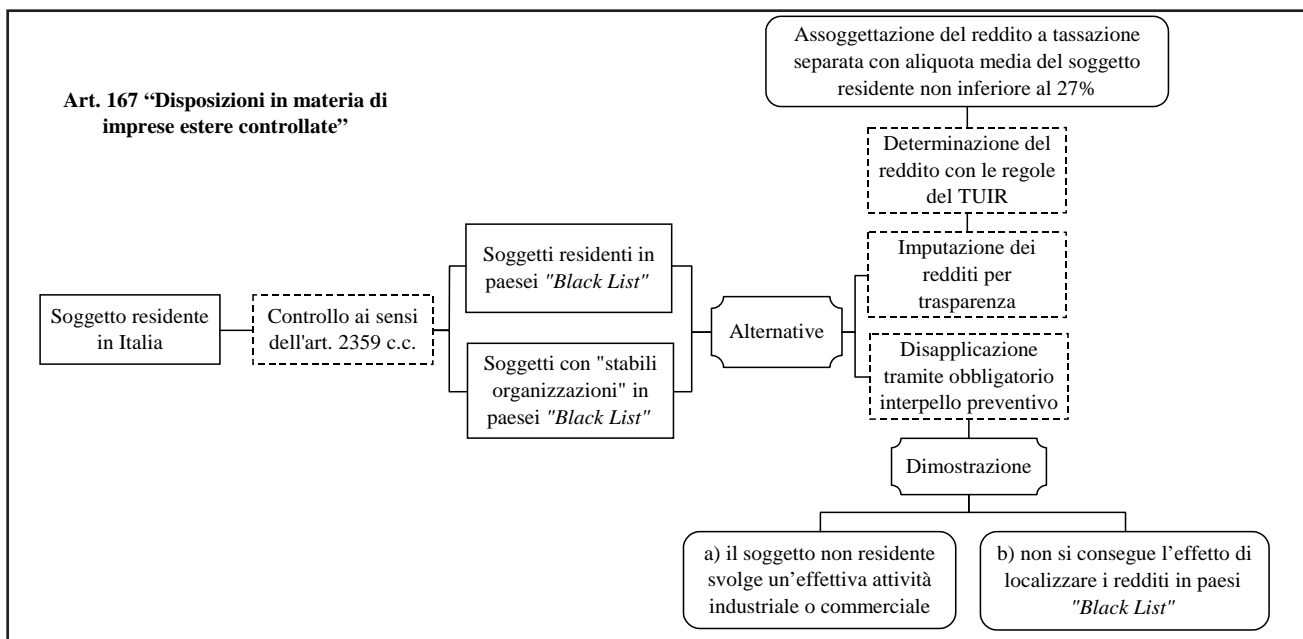 Art. 167 “Disposizioni in materia di
imprese estere controllate”
Assoggettazione del reddito a tassazione
separata con aliquota media del soggetto
residente non inferiore al 27%
Determinazione del
reddito con le regole
del TUIR
Imputazione dei
redditi per
trasparenza
Soggetto residente
in Italia
Controllo ai sensi
dell'art. 2359 c.c.
Soggetti residenti in
paesei "Black List"
Soggetti con "stabili
organizzazioni" in
paesei "Black List"
Alternative
Disapplicazione
tramite obbligatorio
interpello preventivo
Dimostrazione
a) il soggetto non residente
svolge un’effettiva attività
industriale o commerciale
b) non si consegue l’effetto di
localizzare i redditi in paesi
"Black List"